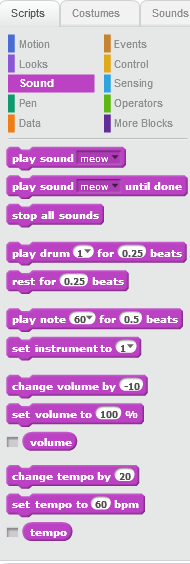 Scripts Costumes Sounds
Motion Events
Looks Control
Sound Sensing
Pen Operators
Data More Blocks
play sound meow
play sound meow until done
stop all sounds
play drum 1 for 0.25 beats
rest for 0.25 beats
play note 60 for 0.5 beats
set instrument to 1
change volume by -10
set volume to 100 %
volume
change tempo by 20
set tempo to 60 bpm
tempo